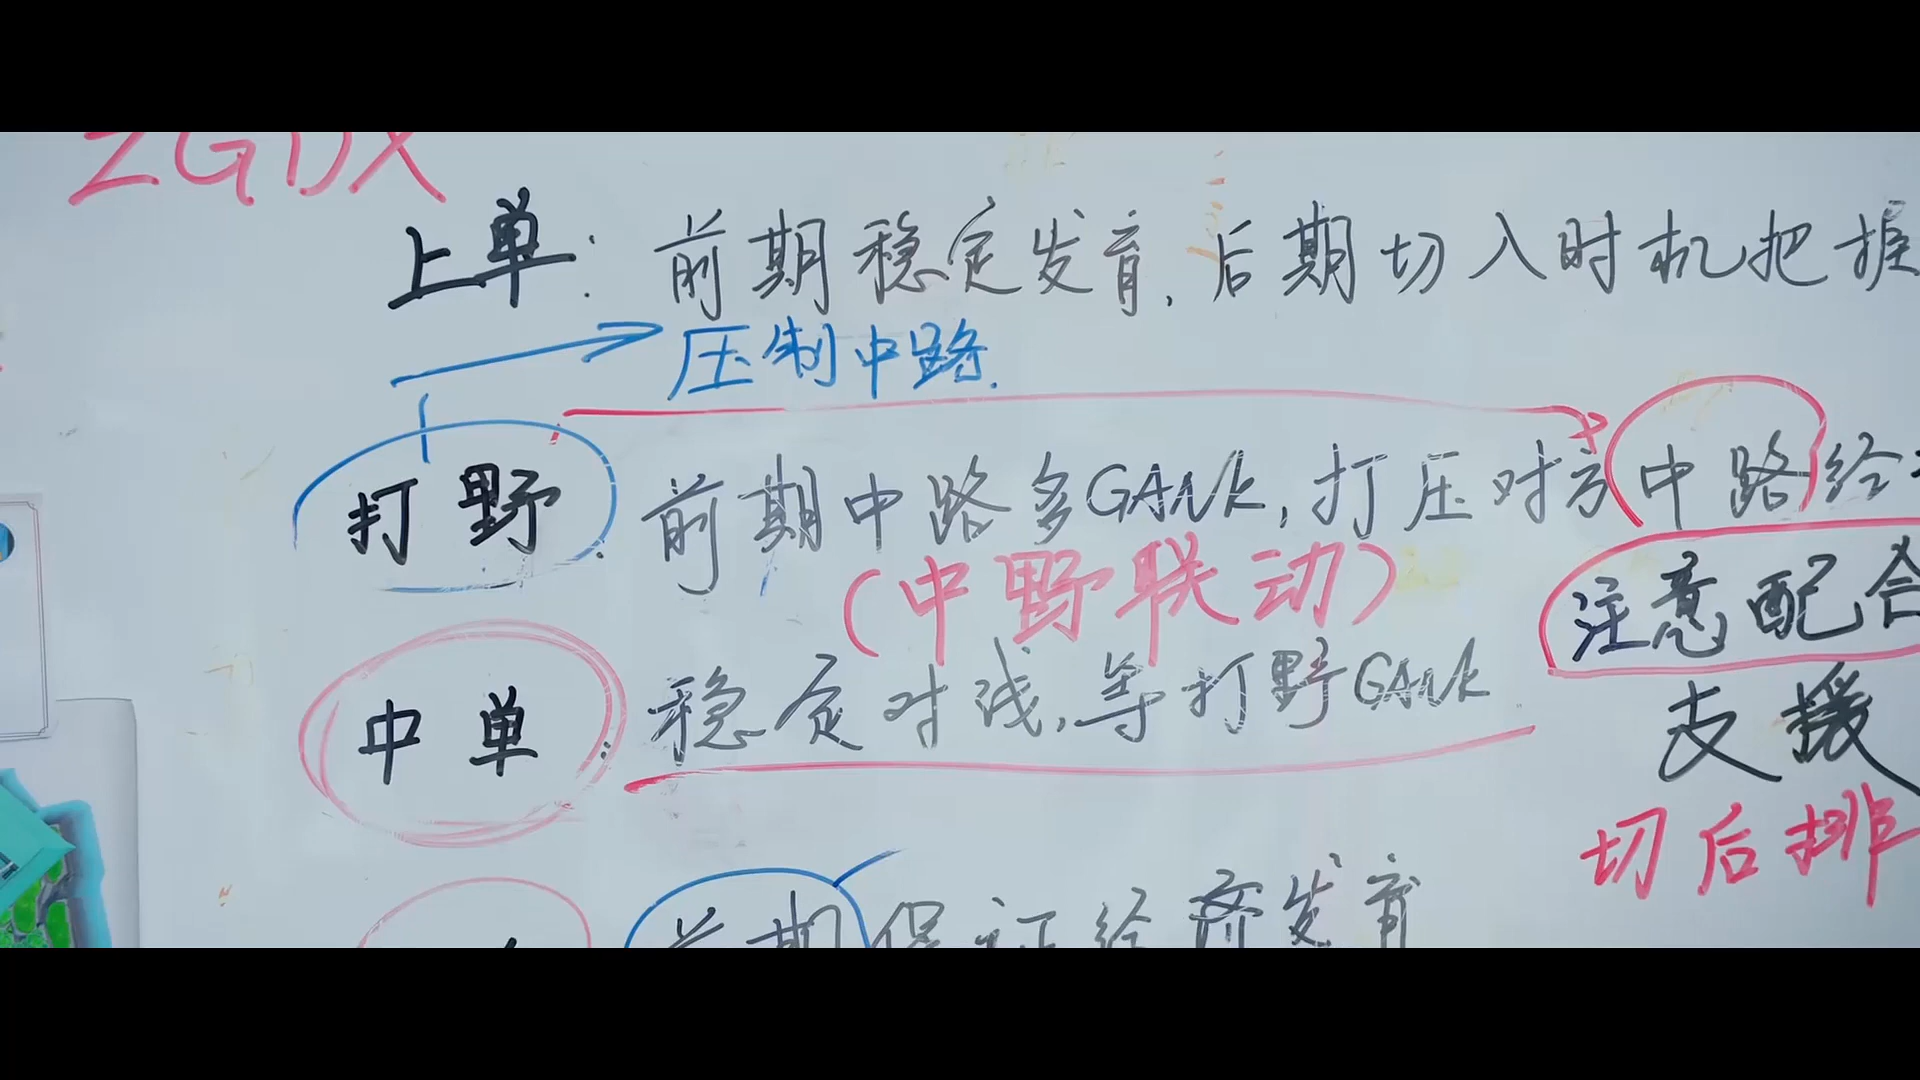 ZGDX
上单: 前期稳定发育,后期切入时机把握
压制中路.
打野: 前期中路多GANK,打压对方中路经
(中野联动)
注意配合
中单: 稳定对线,等打野GANK
支援
切后排
前期保证经济发育